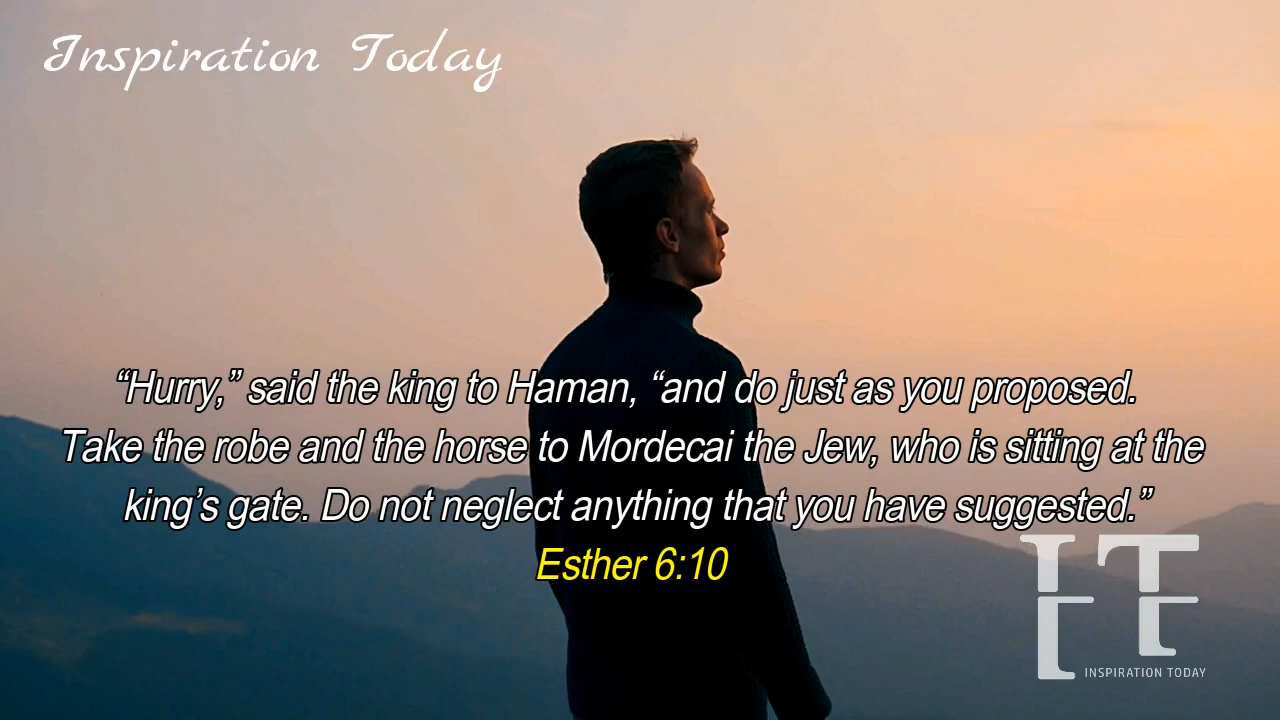 Inspiration Today
“Hurry,” said the king to Haman, “and do just as you proposed.
Take the robe and the horse to Mordecai the Jew, who is sitting at the
king’s gate. Do not neglect anything that you have suggested.”
Esther 6:10
IT
INSPIRATION TODAY